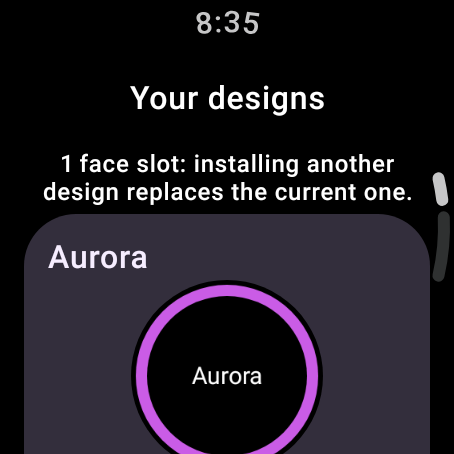 8:35
Your designs
1 face slot: installing another
design replaces the current one.
Aurora
Aurora